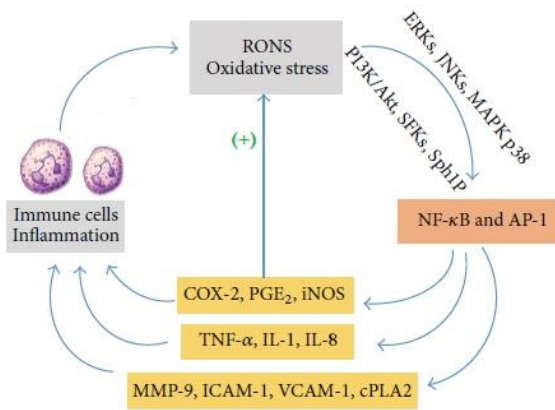 RONS
Oxidative stress
ERKs, JNKs, MAPK p38
PI3K/Akt, SFKs, Sph1P
(+)
Immune cells
Inflammation
NF-κB and AP-1
COX-2, PGE₂, iNOS
TNF-α, IL-1, IL-8
MMP-9, ICAM-1, VCAM-1, cPLA2